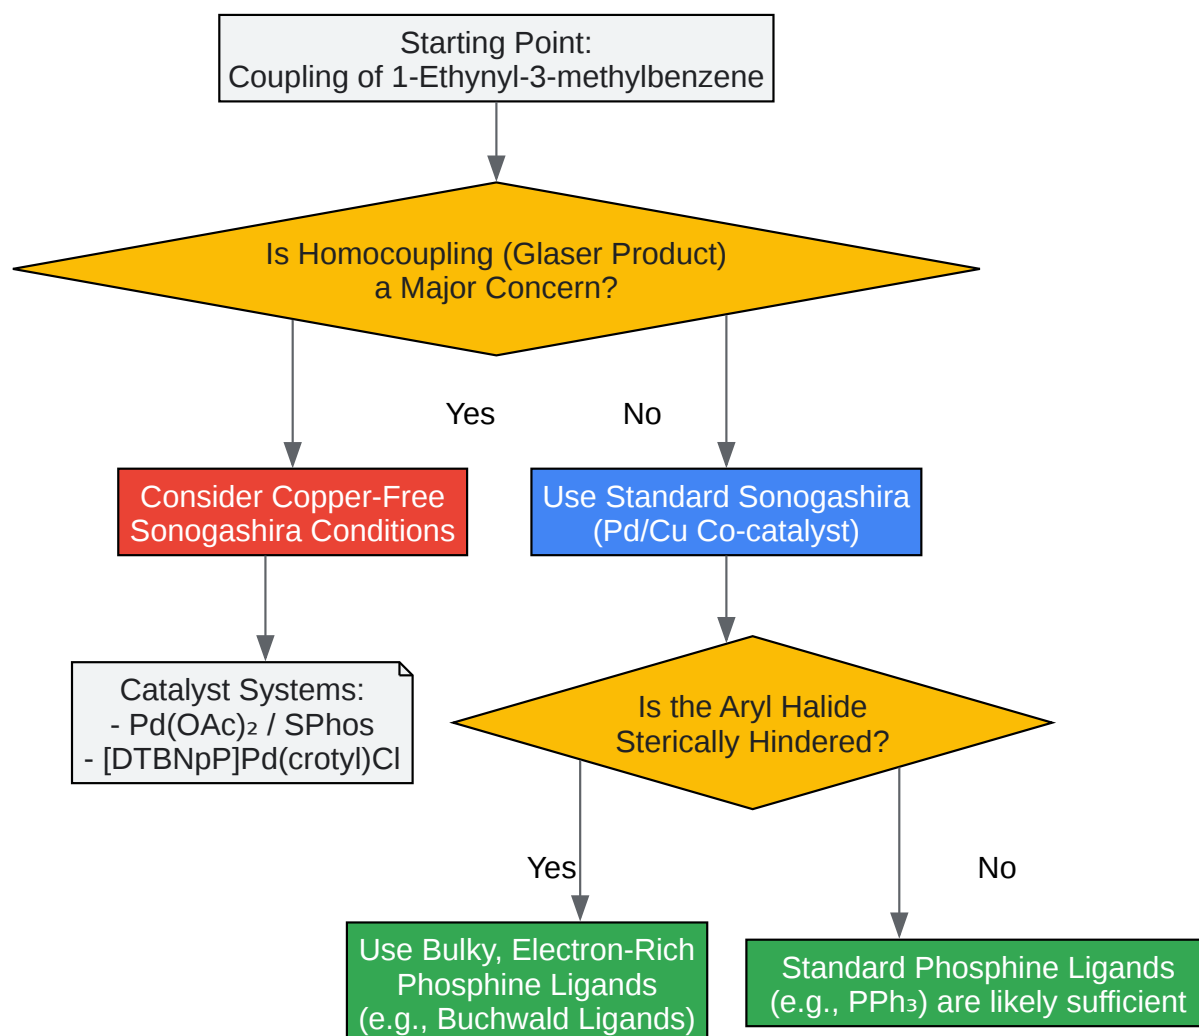 Starting Point:
Coupling of 1-Ethynyl-3-methylbenzene
Is Homocoupling (Glaser Product)
a Major Concern?
Yes
No
Consider Copper-Free
Sonogashira Conditions
Use Standard Sonogashira
(Pd/Cu Co-catalyst)
Catalyst Systems:
- Pd(OAc)₂ / SPhos
- [DTBNpP]Pd(crotyl)Cl
Is the Aryl Halide
Sterically Hindered?
Yes
No
Use Bulky, Electron-Rich
Phosphine Ligands
(e.g., Buchwald Ligands)
Standard Phosphine Ligands
(e.g., PPh₃) are likely sufficient